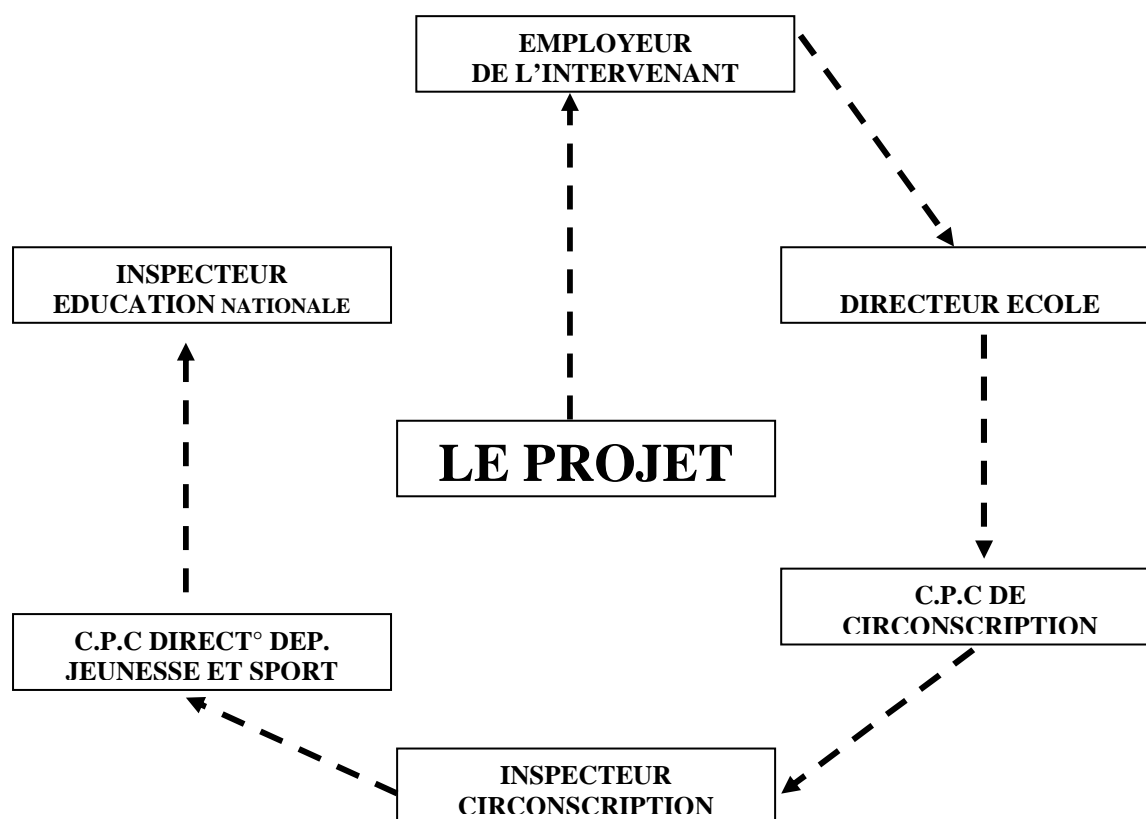 EMPLOYEUR
DE L'INTERVENANT
INSPECTEUR
EDUCATION NATIONALE
DIRECTEUR ECOLE
LE PROJET
C.P.C DE
CIRCONSCRIPTION
C.P.C DIRECT° DEP.
JEUNESSE ET SPORT
INSPECTEUR
CIRCONSCRIPTION